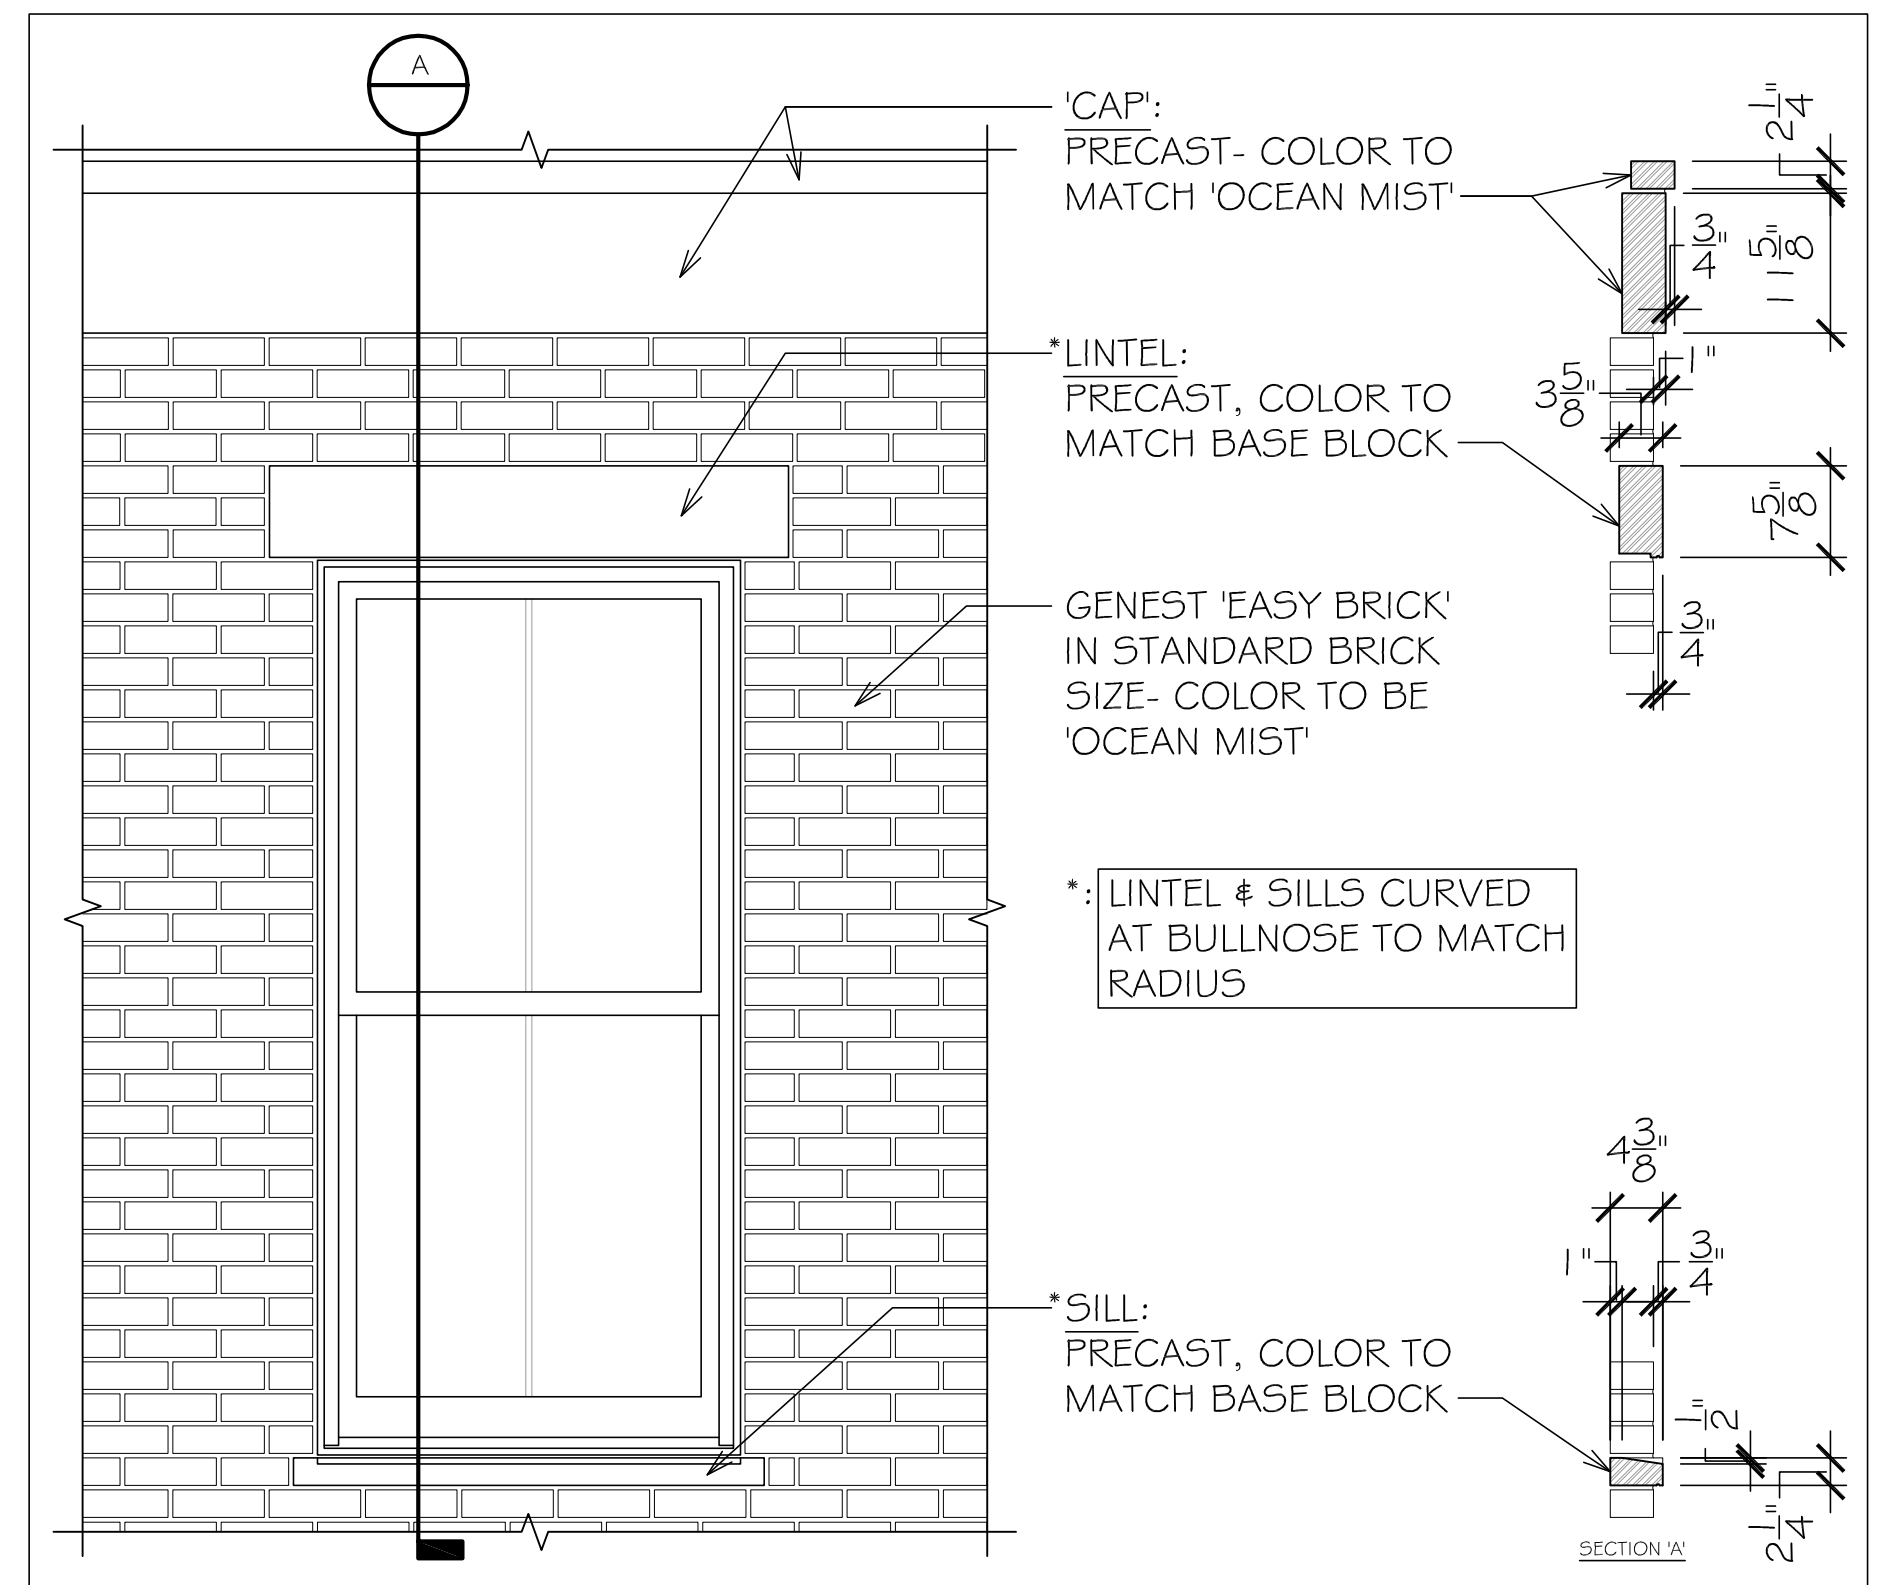 A
'CAP':
PRECAST- COLOR TO
MATCH 'OCEAN MIST'
2 1/4"
3/4"
11 5/8"
*LINTEL:
PRECAST, COLOR TO
MATCH BASE BLOCK
1"
3 5/8"
7 5/8"
GENEST 'EASY BRICK'
IN STANDARD BRICK
SIZE- COLOR TO BE
'OCEAN MIST'
3/4"
*: LINTEL & SILLS CURVED
AT BULLNOSE TO MATCH
RADIUS
4 3/8"
1"
3/4"
*SILL:
PRECAST, COLOR TO
MATCH BASE BLOCK
1/2"
2 1/4"
SECTION 'A'